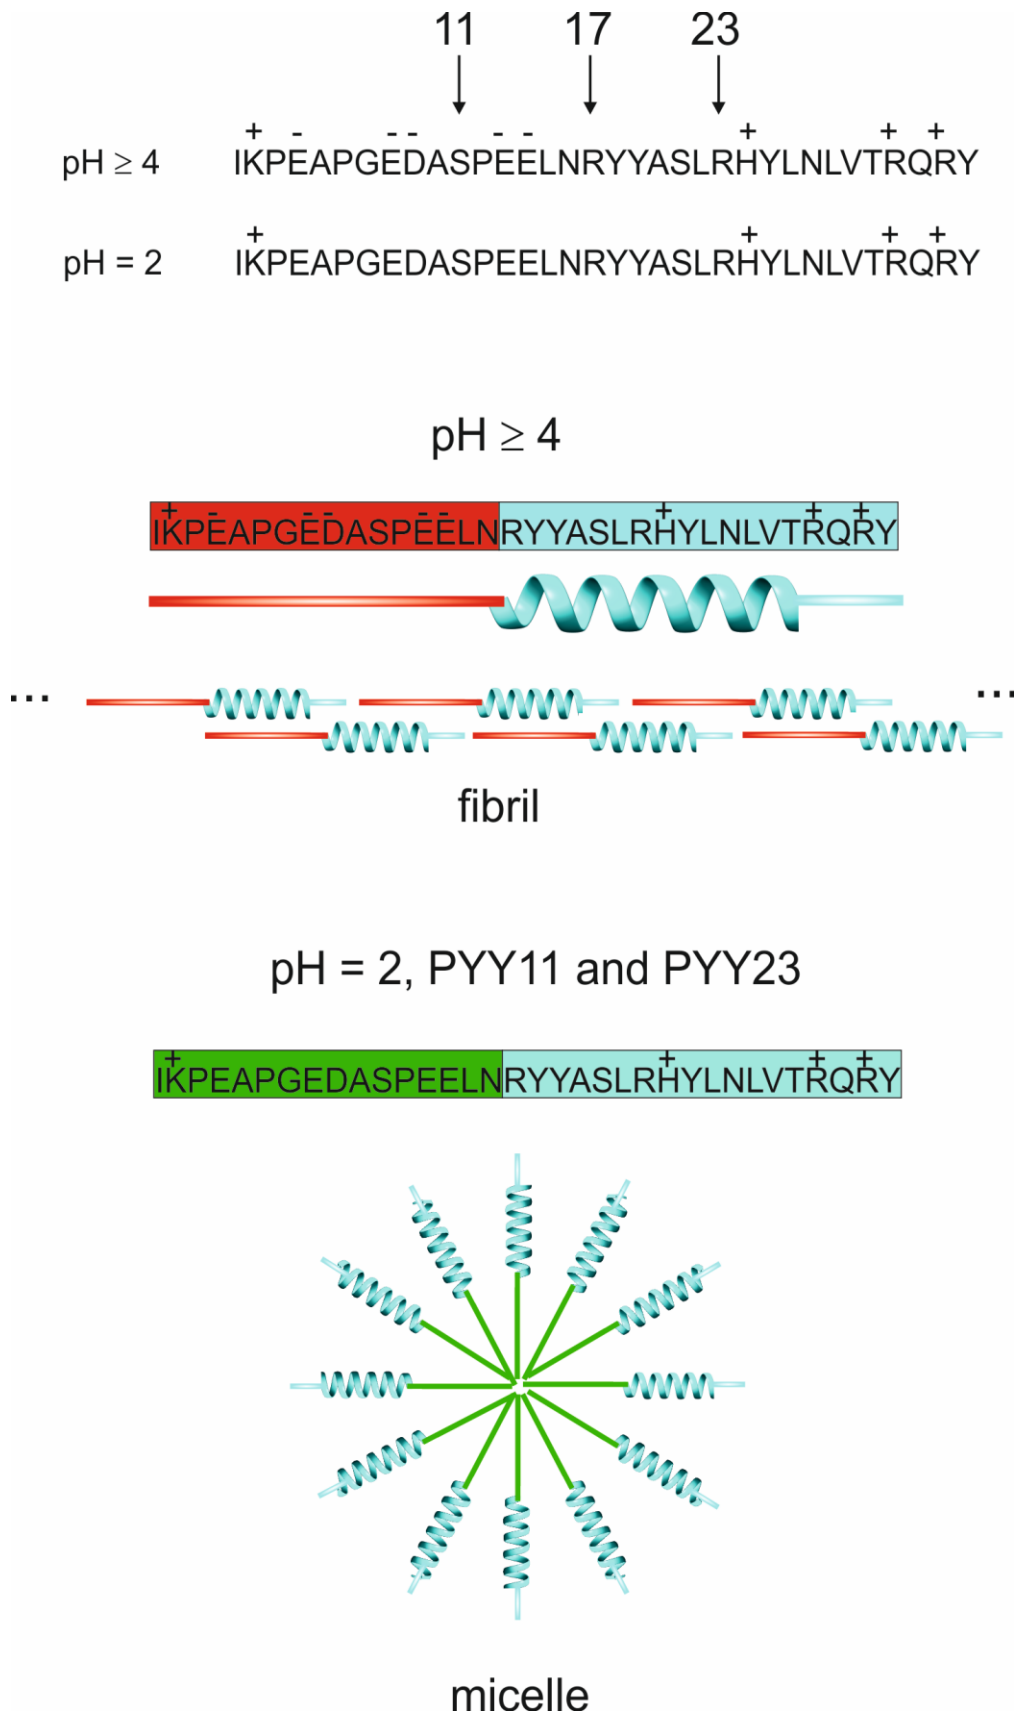 11 17 23
+ - - - - - + + +
pH ≥ 4 IKPEAPGEDASPEELNRYYASLRHYLNLVTRQRY
+ + + +
pH = 2 IKPEAPGEDASPEELNRYYASLRHYLNLVTRQRY
pH ≥ 4
+ - - - - - + + +
IKPEAPGEDASPEELNRYYASLRHYLNLVTRQRY
... ...
fibril
pH = 2, PYY11 and PYY23
+ + + +
IKPEAPGEDASPEELNRYYASLRHYLNLVTRQRY
micelle